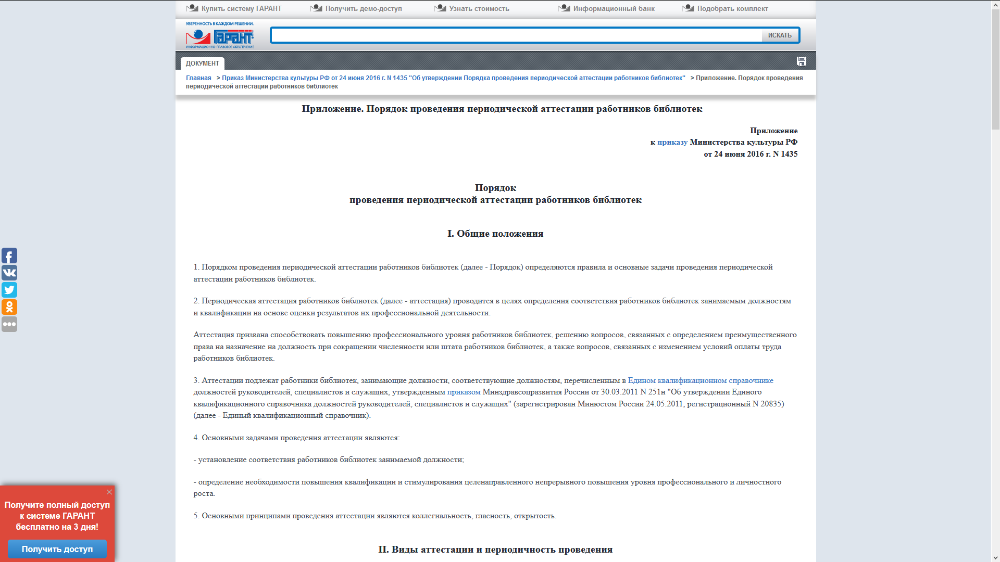 Купить систему ГАРАНТ
Получить демо-доступ
Узнать стоимость
Информационный банк
Подобрать комплект
УВЕРЕННОСТЬ В КАЖДОМ РЕШЕНИИ.
ГАРАНТ
ИНФОРМАЦИОННО-ПРАВОВОЕ ОБЕСПЕЧЕНИЕ
ИСКАТЬ
ДОКУМЕНТ
Главная > Приказ Министерства культуры РФ от 24 июня 2016 г. N 1435 "Об утверждении Порядка проведения периодической аттестации работников библиотек" > Приложение. Порядок проведения
периодической аттестации работников библиотек
Приложение. Порядок проведения периодической аттестации работников библиотек
Приложение
к приказу Министерства культуры РФ
от 24 июня 2016 г. N 1435
Порядок
проведения периодической аттестации работников библиотек
I. Общие положения
1. Порядком проведения периодической аттестации работников библиотек (далее - Порядок) определяются правила и основные задачи проведения периодической
аттестации работников библиотек.
2. Периодическая аттестация работников библиотек (далее - аттестация) проводится в целях определения соответствия работников библиотек занимаемым должностям
и квалификации на основе оценки результатов их профессиональной деятельности.
Аттестация призвана способствовать повышению профессионального уровня работников библиотек, решению вопросов, связанных с определением преимущественного
права на назначение на должность при сокращении численности или штата работников библиотек, а также вопросов, связанных с изменением условий оплаты труда
работников библиотек.
3. Аттестации подлежат работники библиотек, занимающие должности, соответствующие должностям, перечисленным в Едином квалификационном справочнике
должностей руководителей, специалистов и служащих, утвержденным приказом Минздравсоцразвития России от 30.03.2011 N 251н "Об утверждении Единого
квалификационного справочника должностей руководителей, специалистов и служащих" (зарегистрирован Минюстом России 24.05.2011, регистрационный N 20835)
(далее - Единый квалификационный справочник).
4. Основными задачами проведения аттестации являются:
- установление соответствия работников библиотек занимаемой должности;
- определение необходимости повышения квалификации и стимулирования целенаправленного непрерывного повышения уровня профессионального и личностного
роста.
5. Основными принципами проведения аттестации являются коллегиальность, гласность, открытость.
II. Виды аттестации и периодичность проведения
Получите полный доступ
к системе ГАРАНТ
бесплатно на 3 дня!
Получить доступ